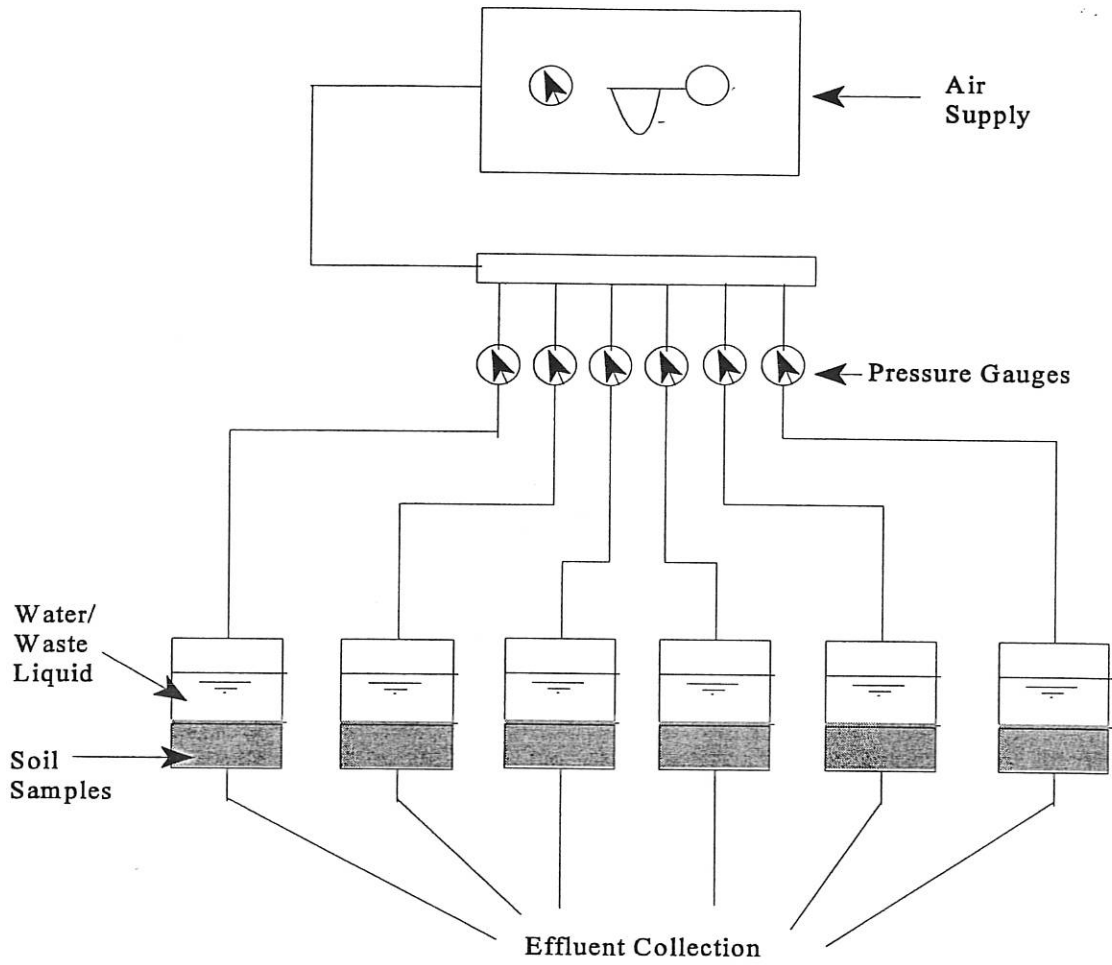 Air
Supply
Pressure Gauges
Water/
Waste
Liquid
Soil
Samples
Effluent Collection